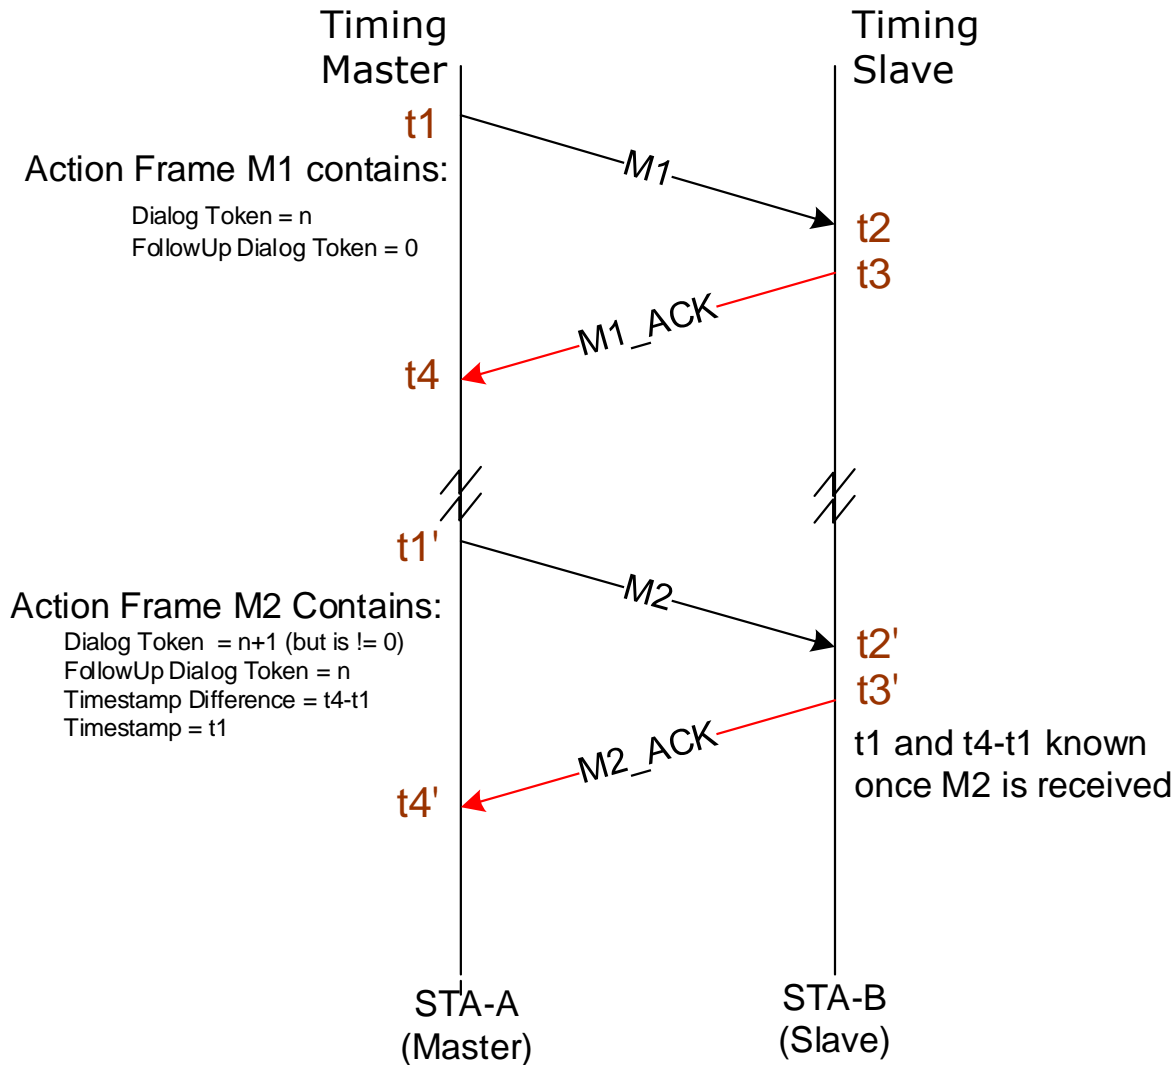 Timing
Master
Timing
Slave
t1
Action Frame M1 contains:
Dialog Token = n
FollowUp Dialog Token = 0
M1
t2
t3
M1_ACK
t4
t1'
Action Frame M2 Contains:
Dialog Token = n+1 (but is != 0)
FollowUp Dialog Token = n
Timestamp Difference = t4-t1
Timestamp = t1
M2
t2'
t3'
M2_ACK
t4'
t1 and t4-t1 known
once M2 is received
STA-A
(Master)
STA-B
(Slave)